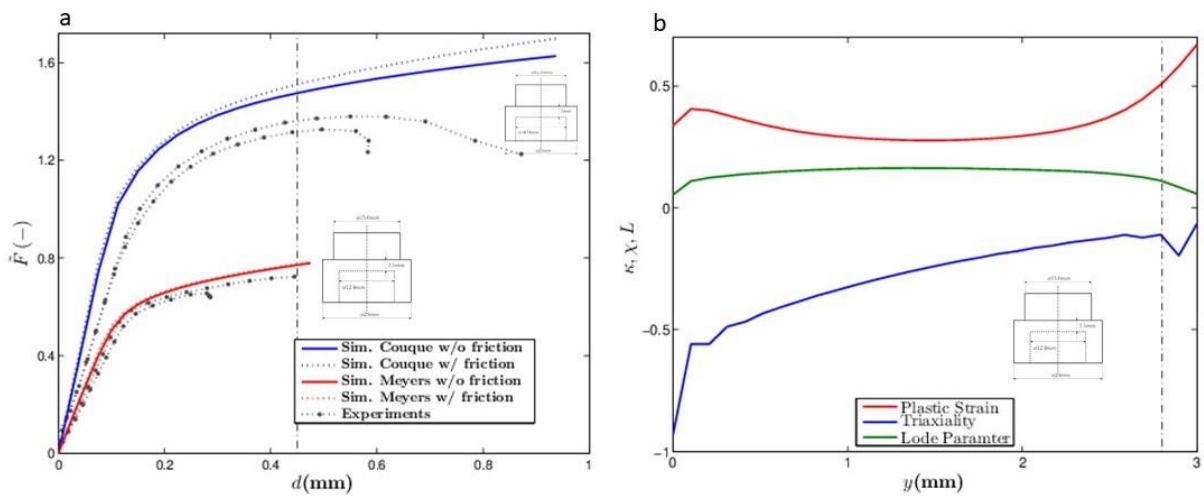 a
1.6
1.2
0.8
0.4
0
0
0.2
0.4
0.6
0.8
1
F̃(−)
d(mm)
Sim. Couque w/o friction
Sim. Couque w/ friction
Sim. Meyers w/o friction
Sim. Meyers w/ friction
Experiments
b
0.5
0
−0.5
−1
0
1
2
3
κ, χ, L
y(mm)
Plastic Strain
Triaxiality
Lode Paramter